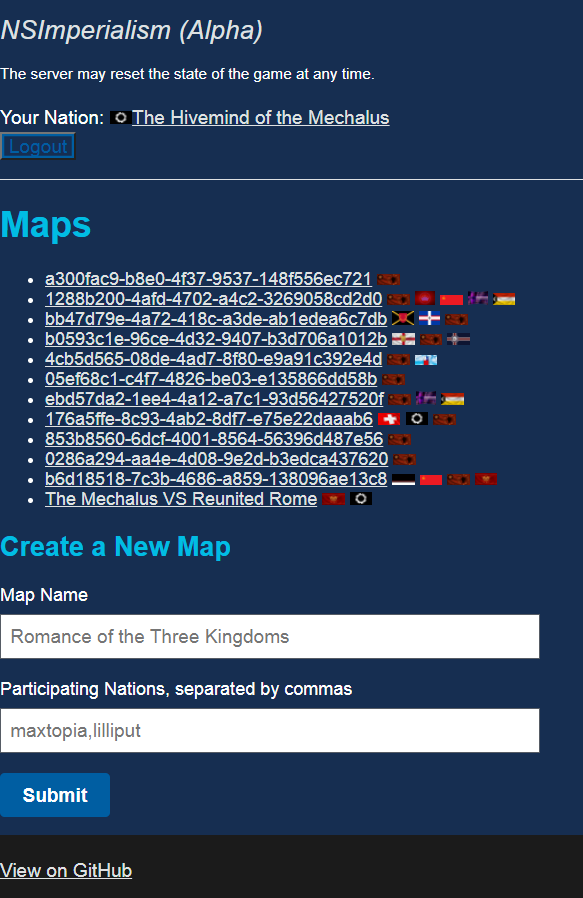 NSImperialism (Alpha)
The server may reset the state of the game at any time.
Your Nation: The Hivemind of the Mechalus
Logout
Maps
a300fac9-b8e0-4f37-9537-148f556ec721
1288b200-4afd-4702-a4c2-3269058cd2d0
bb47d79e-4a72-418c-a3de-ab1edea6c7db
b0593c1e-96ce-4d32-9407-b3d706a1012b
4cb5d565-08de-4ad7-8f80-e9a91c392e4d
05ef68c1-c4f7-4826-be03-e135866dd58b
ebd57da2-1ee4-4a12-a7c1-93d56427520f
176a5ffe-8c93-4ab2-8df7-e75e22daaab6
853b8560-6dcf-4001-8564-56396d487e56
0286a294-aa4e-4d08-9e2d-b3edca437620
b6d18518-7c3b-4686-a859-138096ae13c8
The Mechalus VS Reunited Rome
Create a New Map
Map Name
Romance of the Three Kingdoms
Participating Nations, separated by commas
maxtopia,lilliput
Submit
View on GitHub